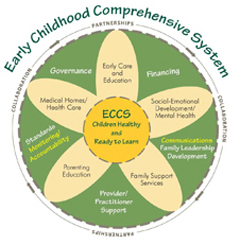 Early Childhood Comprehensive System
PARTNERSHIPS
COLLABORATION
COLLABORATION
PARTNERSHIPS
Governance
Early Care
and
Education
Financing
Medical Homes/
Health Care
Social-Emotional
Development/
Mental Health
ECCS
Children Healthy
and
Ready to Learn
Standards
Monitoring/
Accountability
Communications
Family Leadership
Development
Parenting
Education
Family Support
Services
Provider/
Practitioner
Support